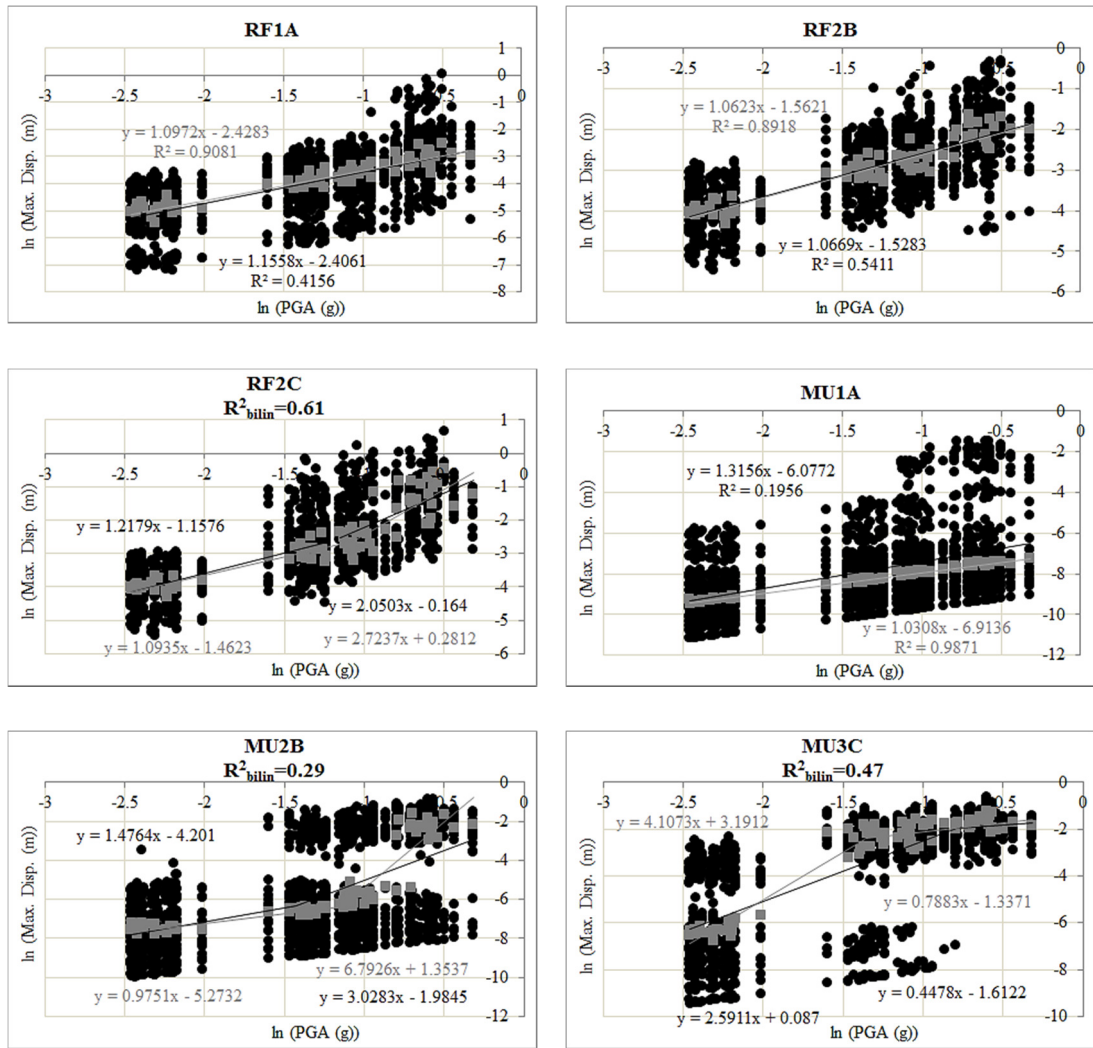 RF1A
1
0
-3
-2.5
-2
-1.5
-1
-0.5
0
-1
-2
-3
-4
-5
-6
-7
-8
y = 1.0972x - 2.4283
R² = 0.9081
y = 1.1558x - 2.4061
R² = 0.4156
ln (Max. Disp. (m))
ln (PGA (g))
RF2B
-3
-2.5
-2
-1.5
-1
-0.5
0
0
-1
-2
-3
-4
-5
-6
y = 1.0623x - 1.5621
R² = 0.8918
y = 1.0669x - 1.5283
R² = 0.5411
ln (Max. Disp. (m))
ln (PGA (g))
RF2C
R²bilin=0.61
1
0
-3
-2.5
-2
-1.5
-1
-0.5
0
-1
-2
-3
-4
-5
-6
y = 1.2179x - 1.1576
y = 2.0503x - 0.164
y = 2.7237x + 0.2812
y = 1.0935x - 1.4623
ln (Max. Disp. (m))
ln (PGA (g))
MU1A
-3
-2.5
-2
-1.5
-1
-0.5
0
0
-2
-4
-6
-8
-10
-12
y = 1.3156x - 6.0772
R² = 0.1956
y = 1.0308x - 6.9136
R² = 0.9871
ln (Max. Disp. (m))
ln (PGA (g))
MU2B
R²bilin=0.29
-3
-2.5
-2
-1.5
-1
-0.5
0
0
-2
-4
-6
-8
-10
-12
y = 1.4764x - 4.201
y = 6.7926x + 1.3537
y = 0.9751x - 5.2732
y = 3.0283x - 1.9845
ln (Max. Disp. (m))
ln (PGA (g))
MU3C
R²bilin=0.47
-3
-2.5
-2
-1.5
-1
-0.5
0
0
-2
-4
-6
-8
-10
y = 4.1073x + 3.1912
y = 0.7883x - 1.3371
y = 0.4478x - 1.6122
y = 2.5911x + 0.087
ln (Max. Disp. (m))
ln (PGA (g))